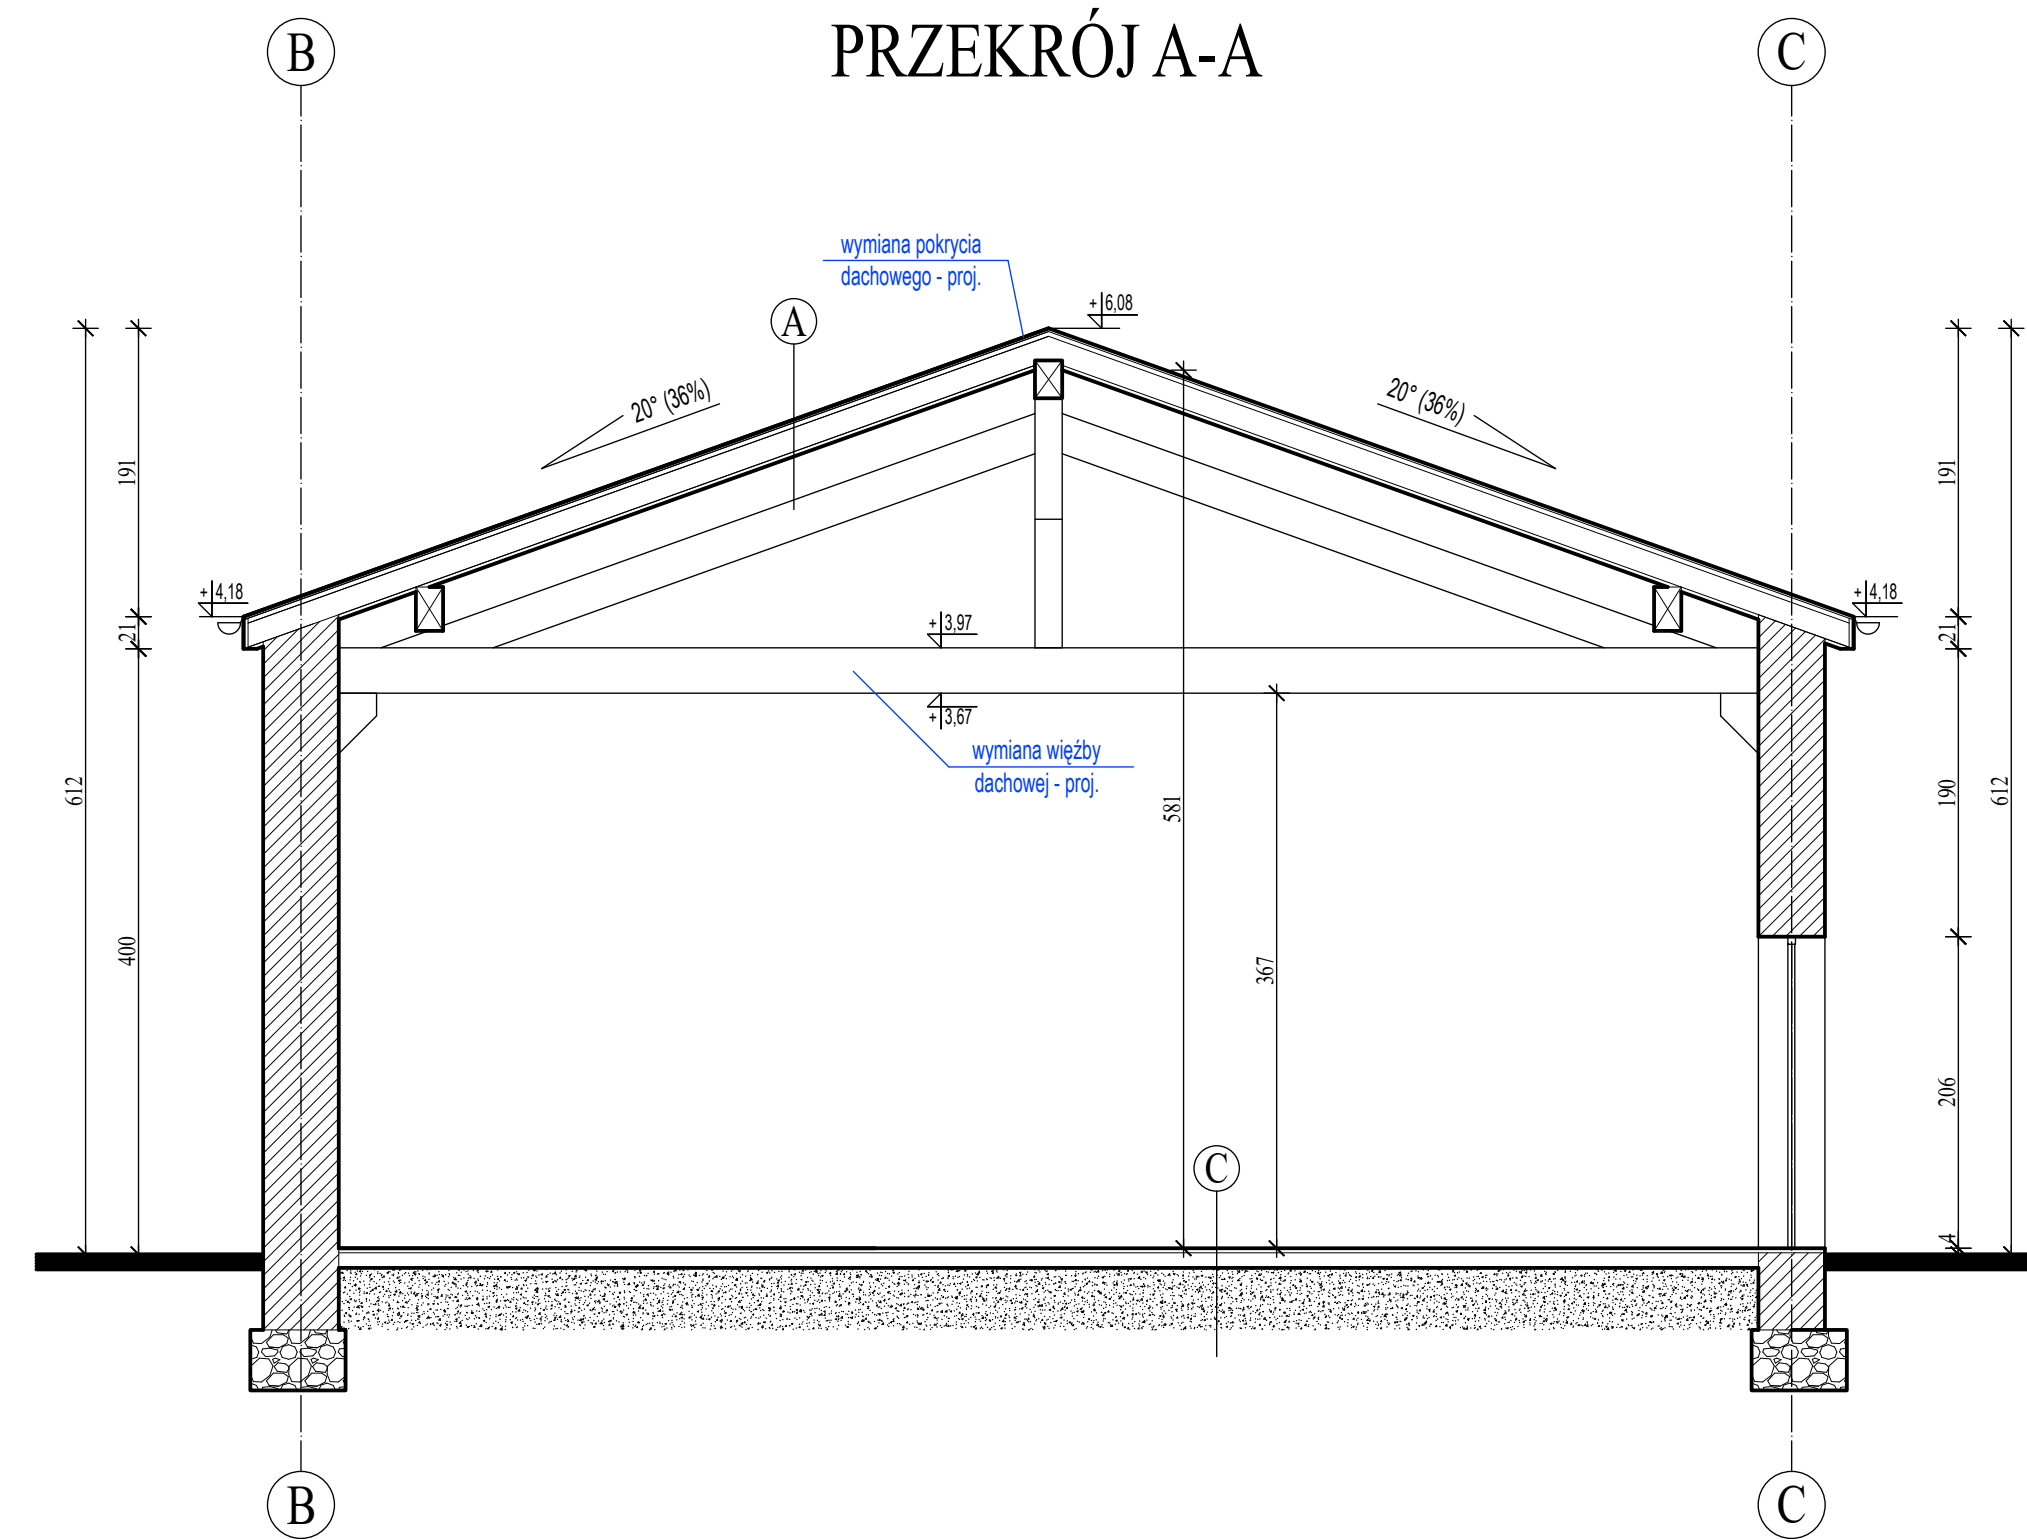 PRZEKRÓJ A-A
B
C
wymiana pokrycia
dachowego - proj.
A
+ 6,08
20° (36%)
20° (36%)
191
191
+ 4,18
+ 4,18
21
21
+ 3,97
+ 3,67
wymiana więźby
dachowej - proj.
612
581
190
612
400
367
206
C
4
B
C